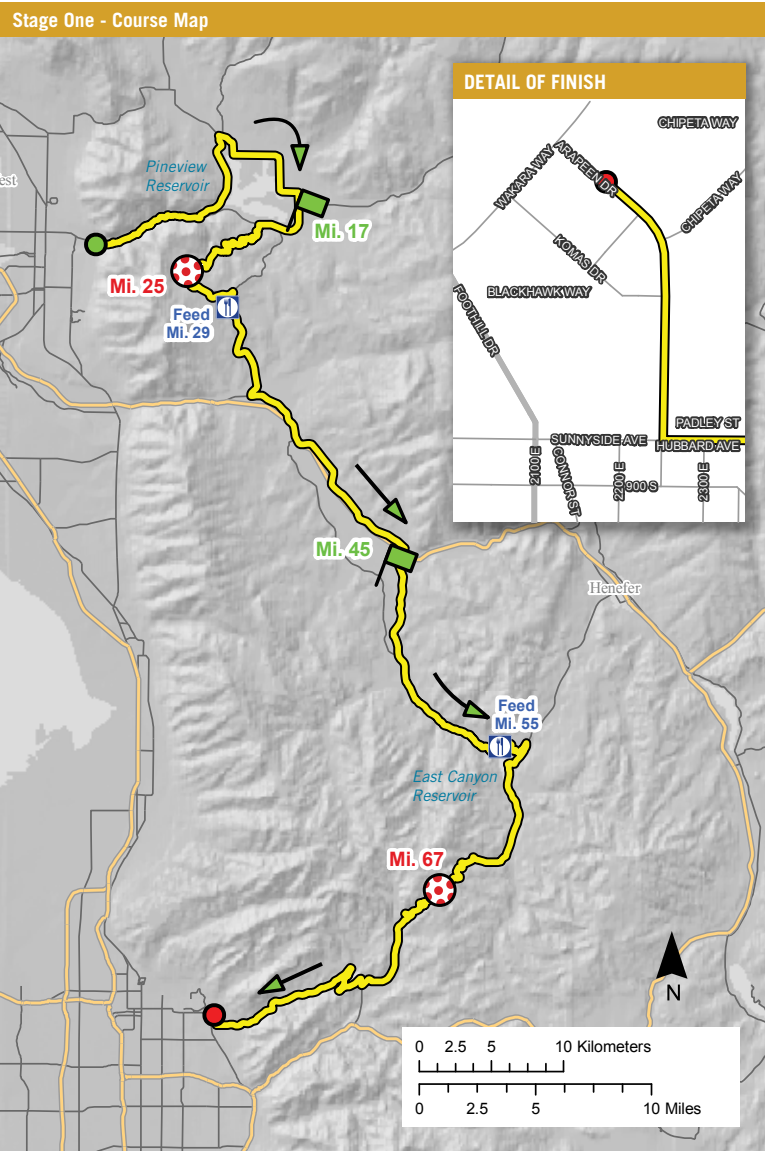 Stage One - Course Map
DETAIL OF FINISH
CHIPETA WAY
WAKARA WAY
ARAPEEN DR
CHIPETA WAY
KOMAS DR
BLACKHAWK WAY
FOOTHILL DR
PADLEY ST
SUNNYSIDE AVE
HUBBARD AVE
2100 E
CONNOR ST
2200 E
900 S
2300 E
Pineview
Reservoir
est
Mi. 17
Mi. 25
Feed
Mi. 29
Mi. 45
Henefer
Feed
Mi. 55
East Canyon
Reservoir
Mi. 67
N
0 2.5 5 10 Kilometers
0 2.5 5 10 Miles